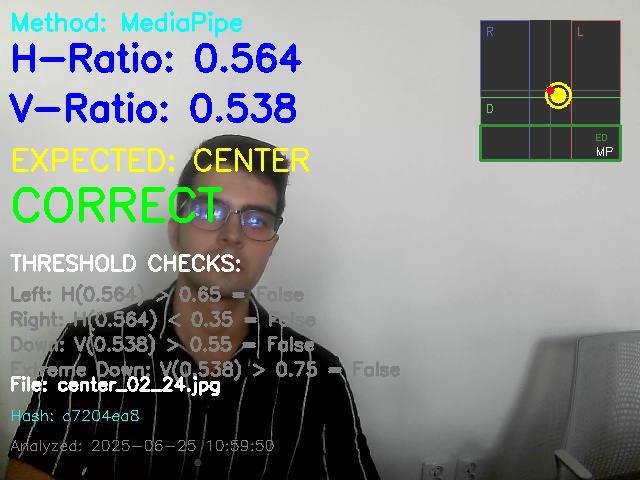 Method: MediaPipe
H-Ratio: 0.564
V-Ratio: 0.538
EXPECTED: CENTER
CORRECT
THRESHOLD CHECKS:
Left: H(0.564) > 0.65 = False
Right: H(0.564) < 0.35 = False
Down: V(0.538) > 0.55 = False
Extreme Down: V(0.538) > 0.75 = False
File: center_02_24.jpg
Hash: c7204ea8
Analyzed: 2025-06-25 10:59:50
R
L
D
ED
MP